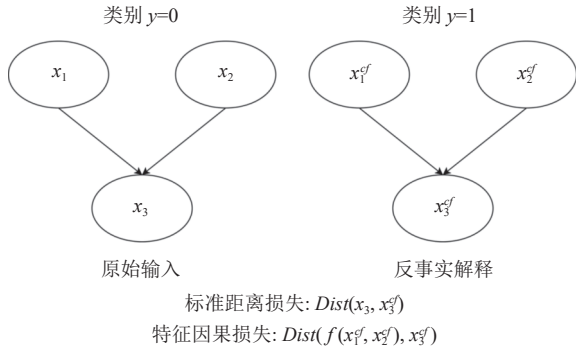 类别 y=0 类别 y=1
x₁ x₂ x₁ᶜᶠ x₂ᶜᶠ
x₃ x₃ᶜᶠ
原始输入 反事实解释
标准距离损失: Dist(x₃, x₃ᶜᶠ)
特征因果损失: Dist( f (x₁ᶜᶠ, x₂ᶜᶠ), x₃ᶜᶠ)